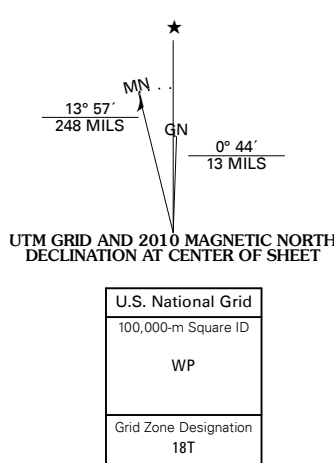 ★
MN
GN
13° 57´
248 MILS
0° 44´
13 MILS
UTM GRID AND 2010 MAGNETIC NORTH
DECLINATION AT CENTER OF SHEET
U.S. National Grid
100,000-m Square ID
WP
Grid Zone Designation
18T